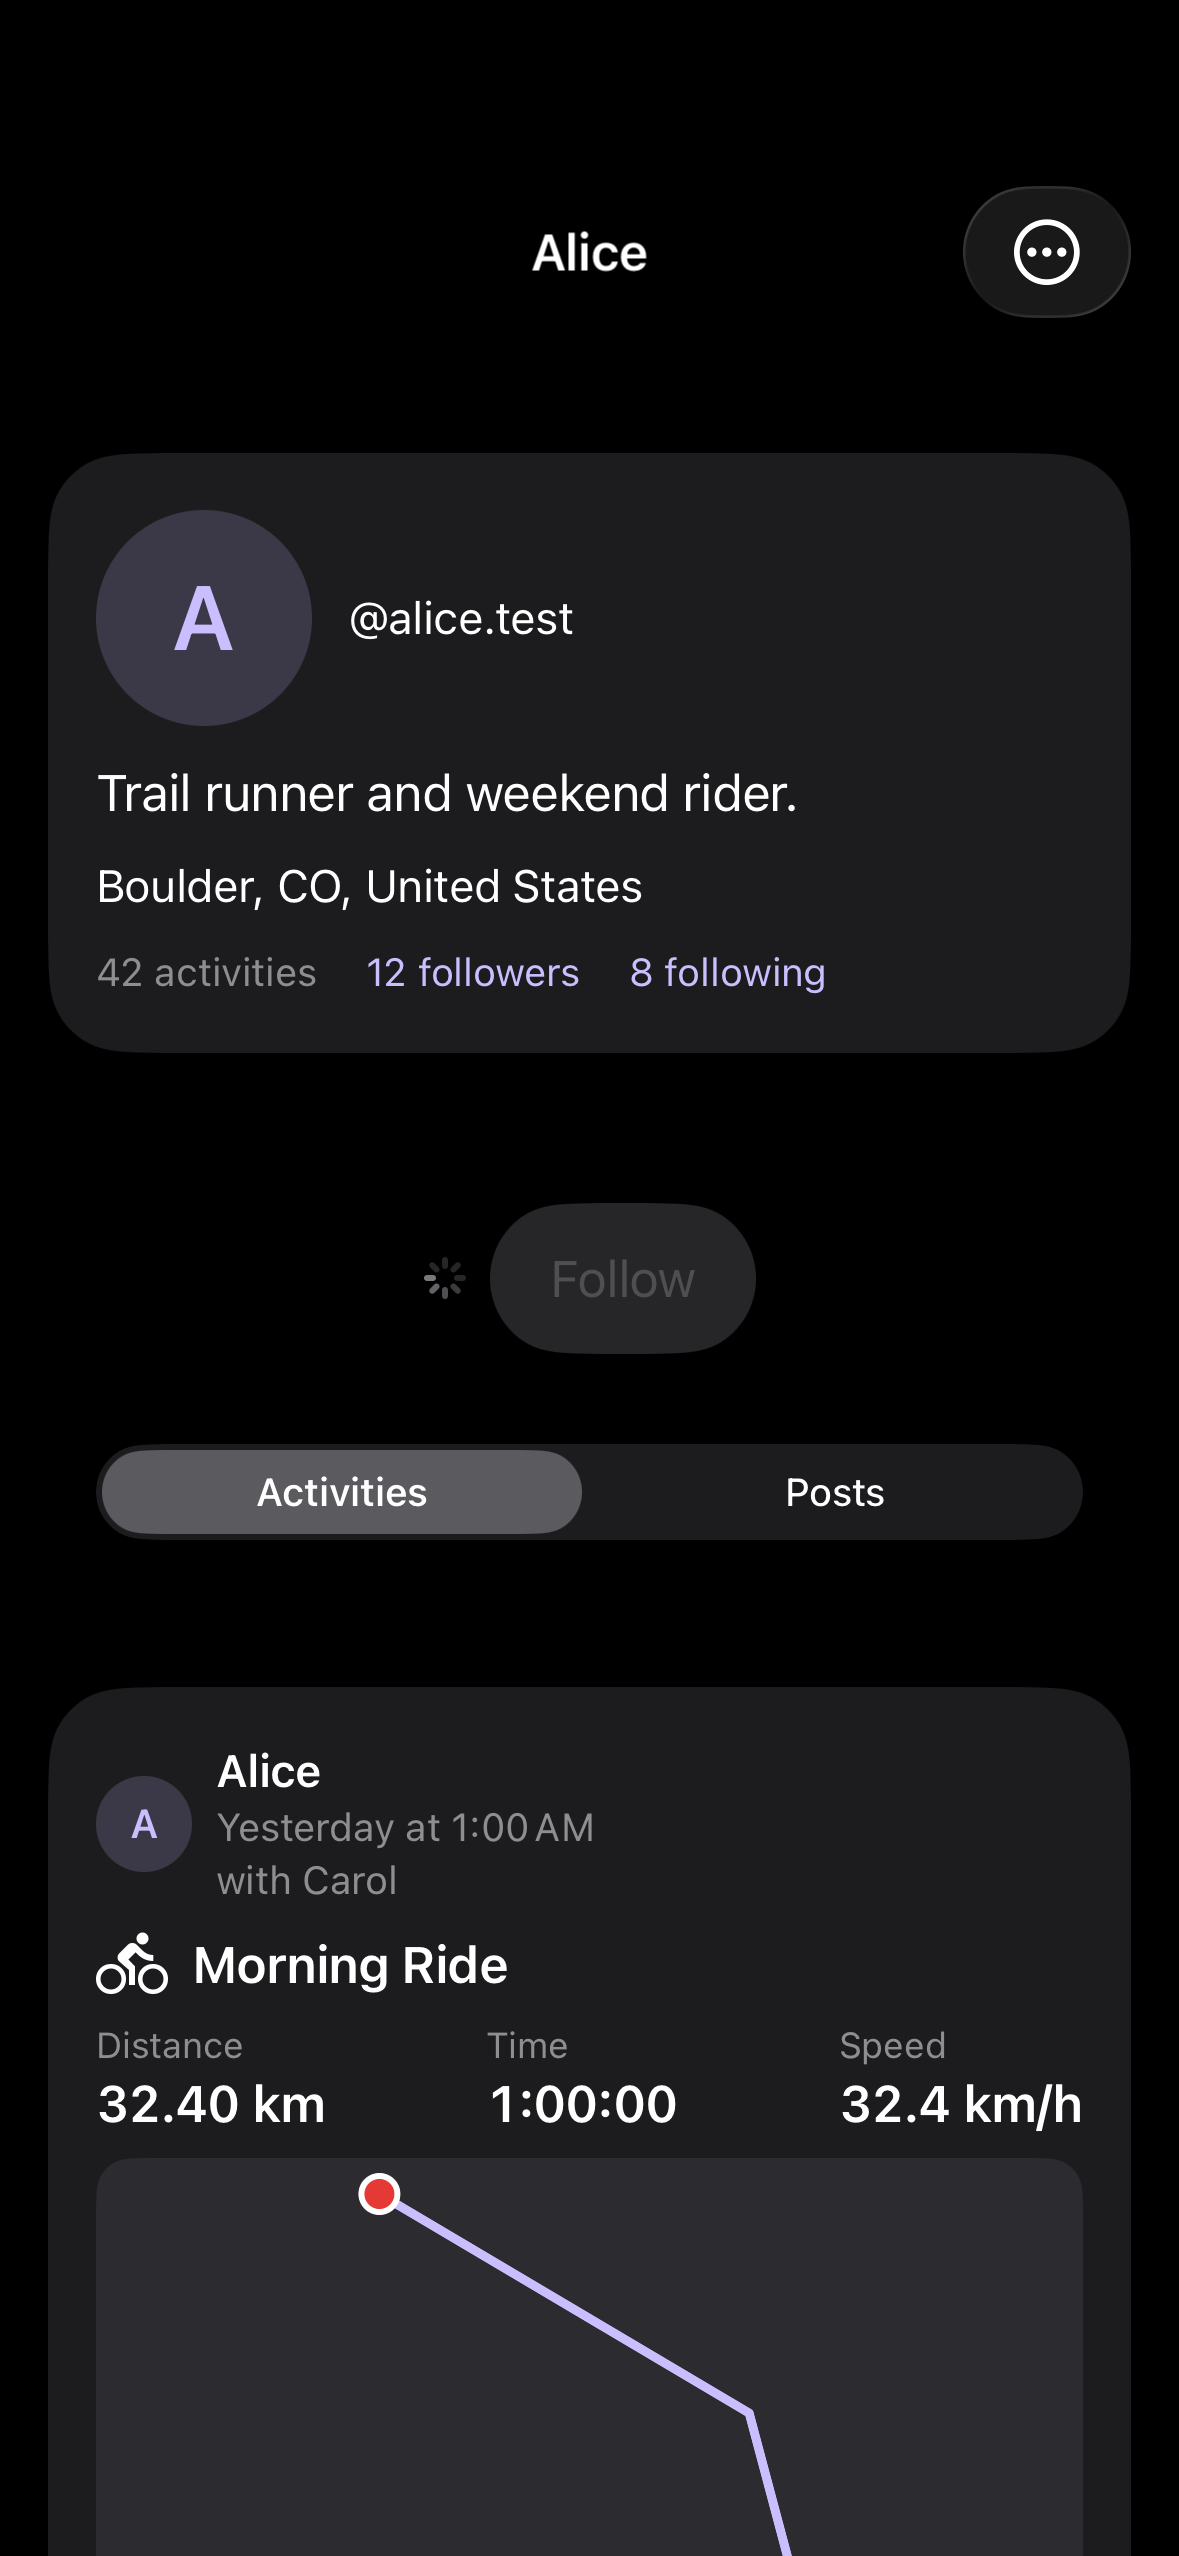 Alice
A
@alice.test
Trail runner and weekend rider.
Boulder, CO, United States
42 activities 12 followers 8 following
Follow
Activities Posts
Alice
A
Yesterday at 1:00 AM
with Carol
Morning Ride
Distance Time Speed
32.40 km 1:00:00 32.4 km/h